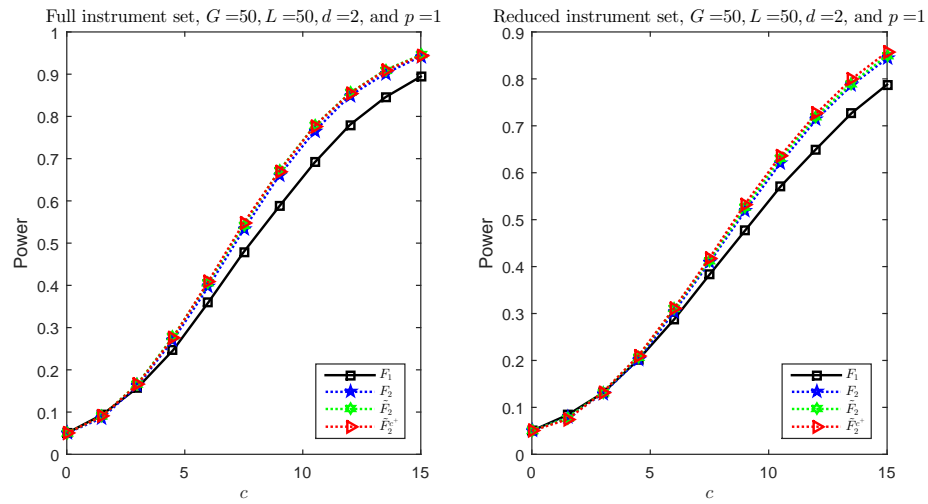 Full instrument set, G =50, L =50, d =2, and p =1
1
0.9
0.8
0.7
0.6
0.5
0.4
0.3
0.2
0.1
0
Power
0 5 10 15
c
F₁
F₂
F̃₂
F̃₂ᵉ⁺
Reduced instrument set, G =50, L =50, d =2, and p =1
0.9
0.8
0.7
0.6
0.5
0.4
0.3
0.2
0.1
0
Power
0 5 10 15
c
F₁
F₂
F̃₂
F̃₂ᵉ⁺